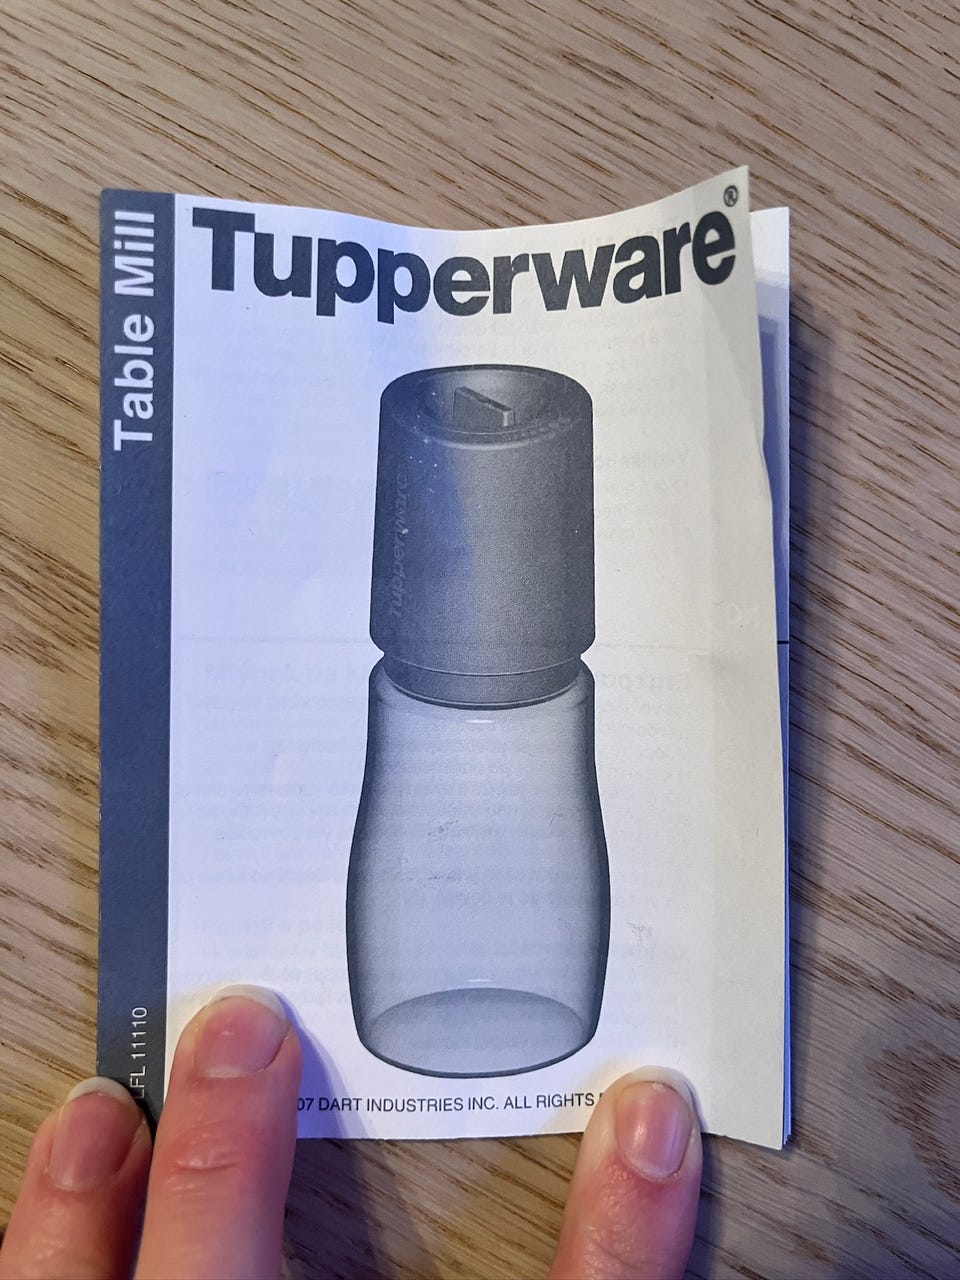 Tupperware®
Table Mill
Tupperware
LFL 11110
07 DART INDUSTRIES INC. ALL RIGHTS